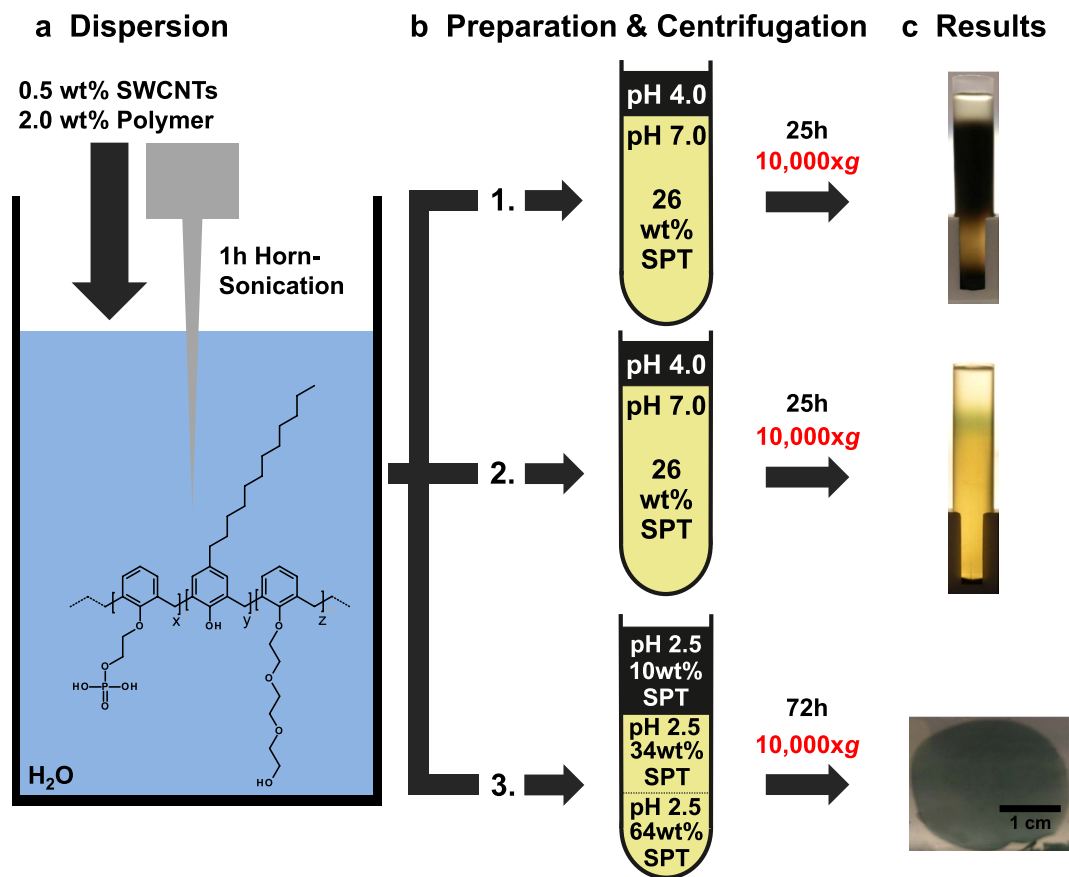 a Dispersion
0.5 wt% SWCNTs
2.0 wt% Polymer
1h Horn-
Sonication
x
OH
y
z
O
O
O
HO
P
OH
O
O
O
O
HO
H₂O
b Preparation & Centrifugation
1.
pH 4.0
pH 7.0
26
wt%
SPT
25h
10,000xg
2.
pH 4.0
pH 7.0
26
wt%
SPT
25h
10,000xg
3.
pH 2.5
10wt%
SPT
pH 2.5
34wt%
SPT
pH 2.5
64wt%
SPT
72h
10,000xg
c Results
1 cm